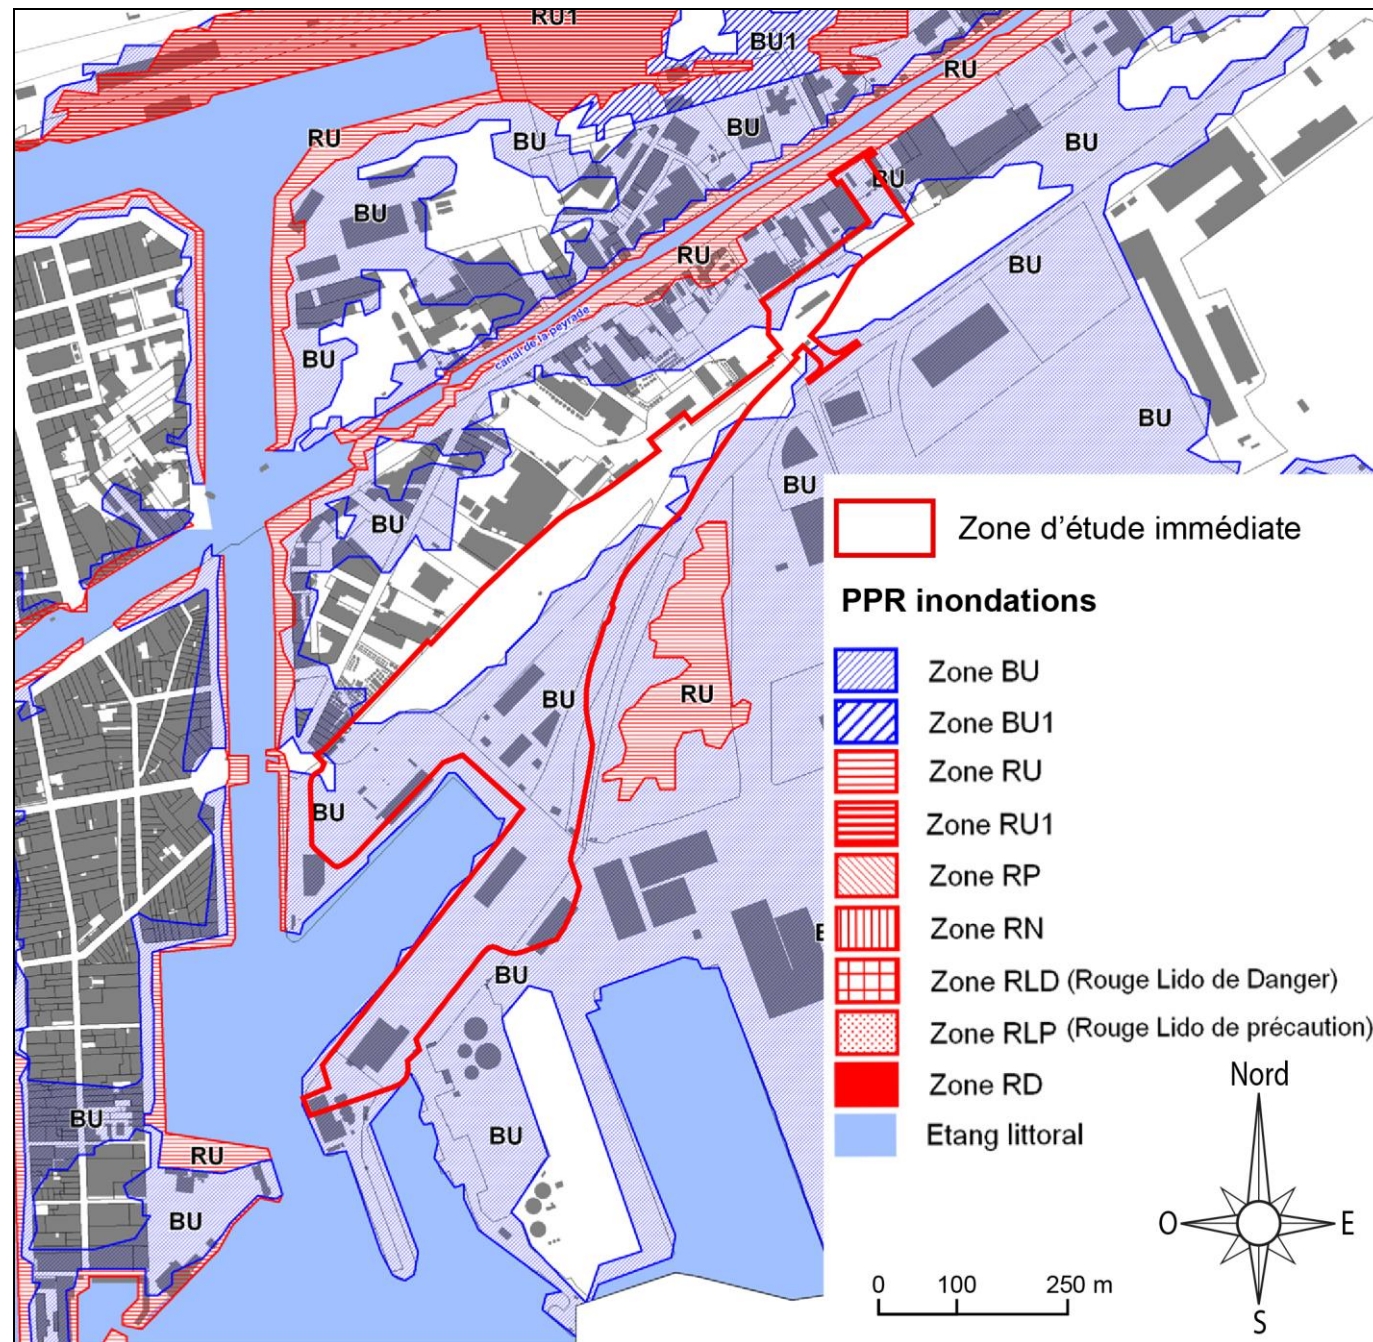 RU1
BU1
RU
RU
BU
BU
BU
BU
BU
RU
BU
BU
canal de la peyrade
BU
BU
BU
BU
BU
RU
BU
BU
BU
BU
RU
BU
Zone d'étude immédiate
PPR inondations
Zone BU
Zone BU1
Zone RU
Zone RU1
Zone RP
Zone RN
Zone RLD (Rouge Lido de Danger)
Zone RLP (Rouge Lido de précaution)
Zone RD
Etang littoral
Nord
O
E
S
0 100 250 m